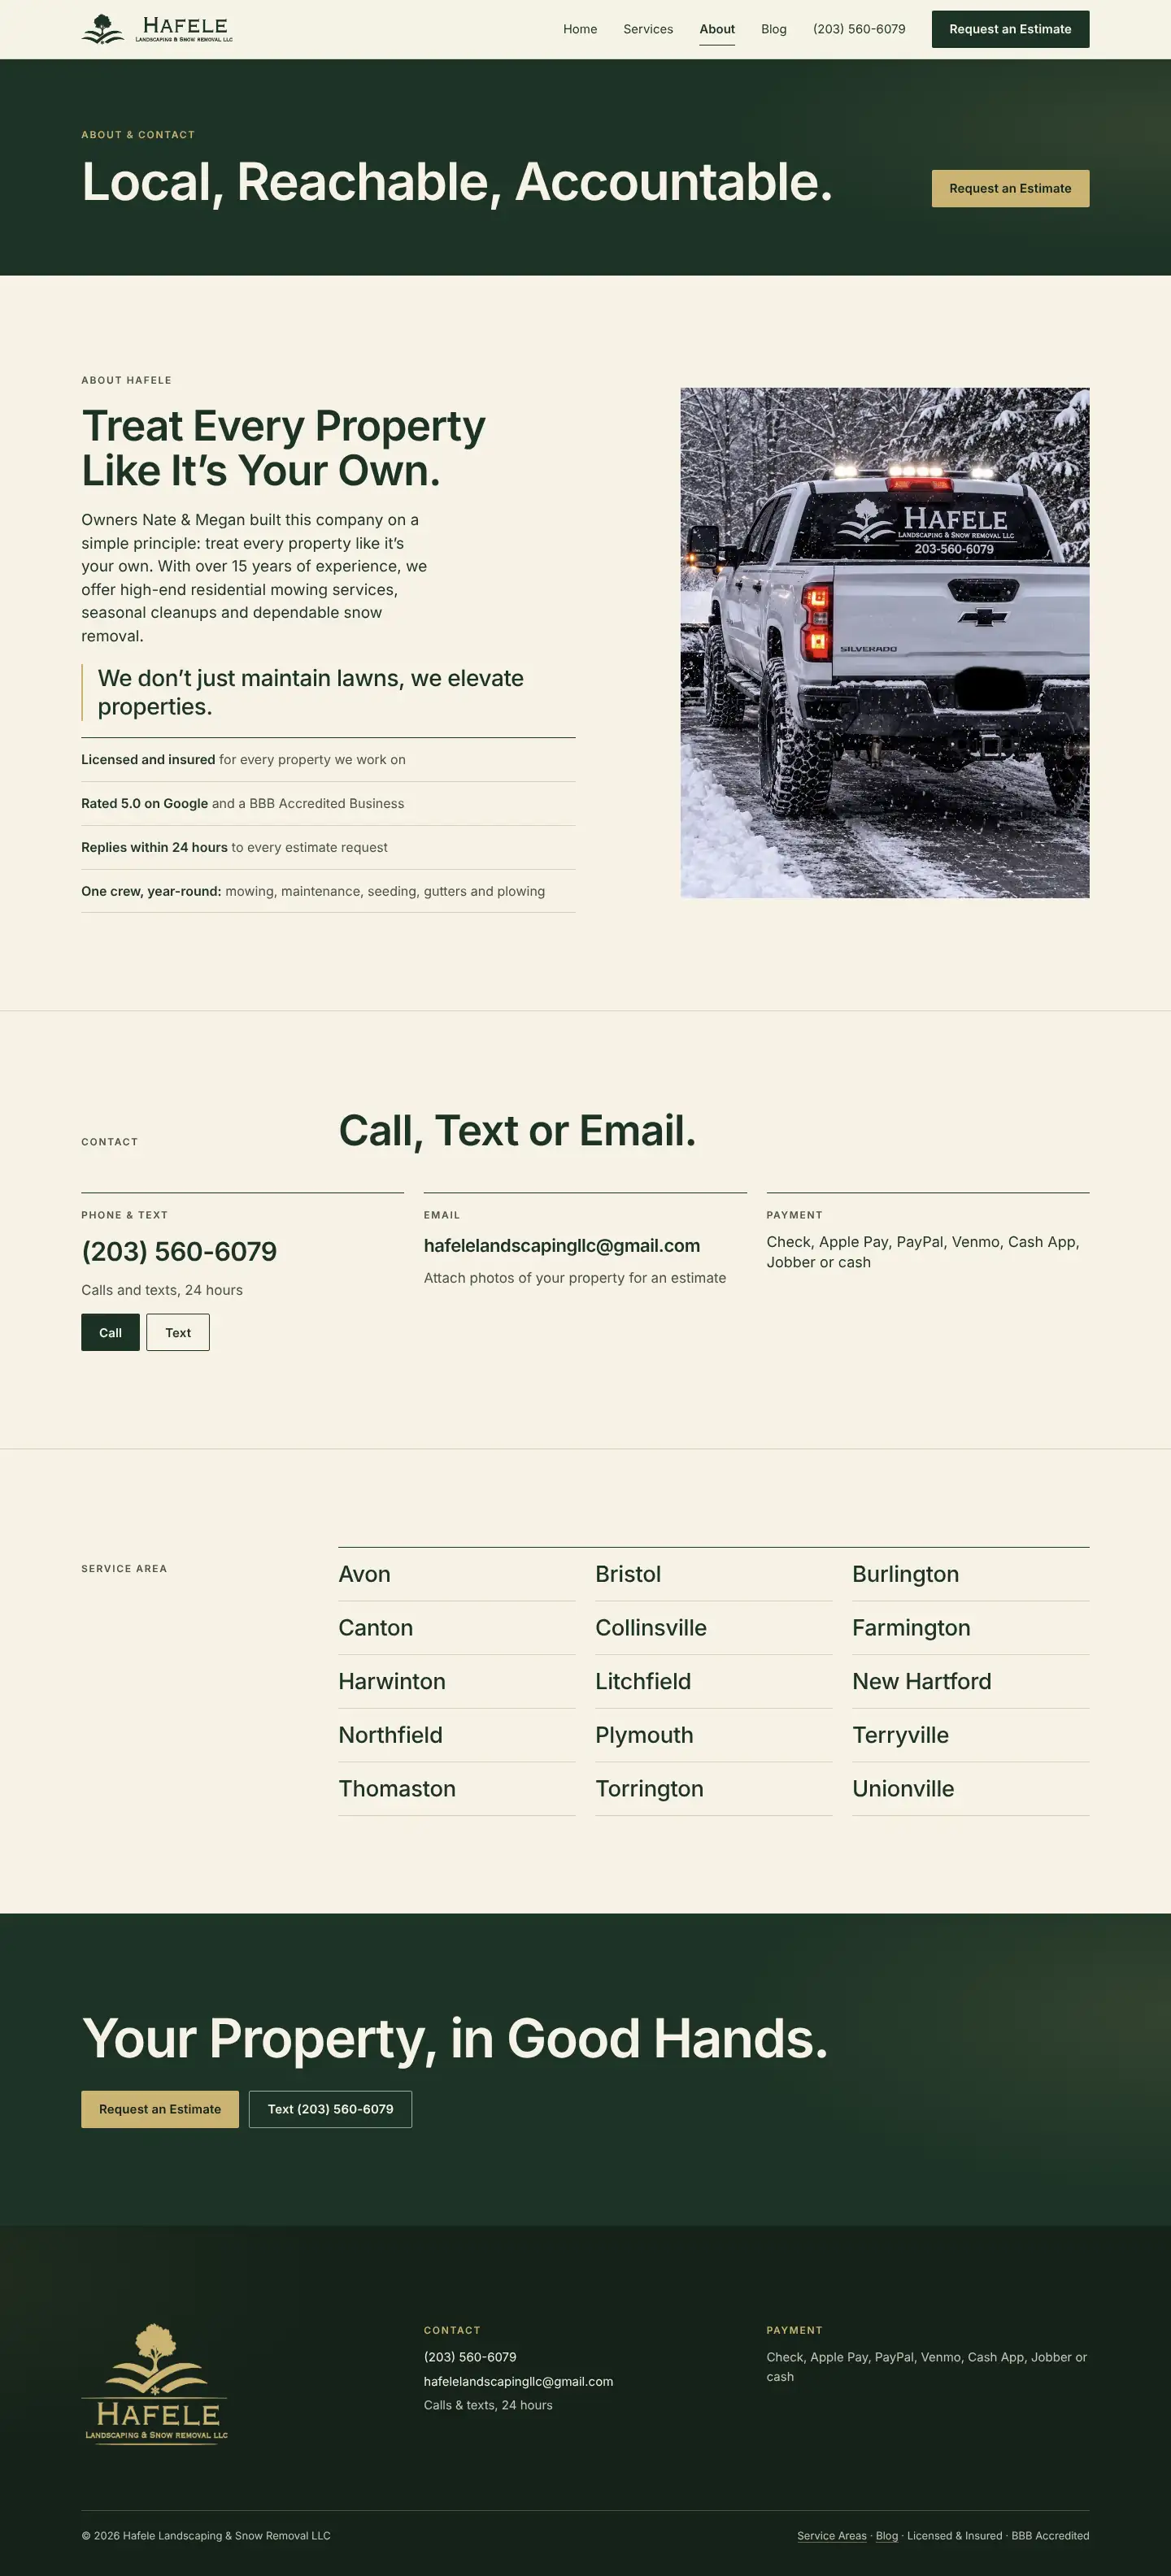 HAFELE
LANDSCAPING & SNOW REMOVAL LLC
Home
Services
About
Blog
(203) 560-6079
Request an Estimate
ABOUT & CONTACT
Local, Reachable, Accountable.
Request an Estimate
ABOUT HAFELE
Treat Every Property
Like It’s Your Own.
Owners Nate & Megan built this company on a
simple principle: treat every property like it’s
your own. With over 15 years of experience, we
offer high-end residential mowing services,
seasonal cleanups and dependable snow
removal.
We don’t just maintain lawns, we elevate
properties.
Licensed and insured for every property we work on
Rated 5.0 on Google and a BBB Accredited Business
Replies within 24 hours to every estimate request
One crew, year-round: mowing, maintenance, seeding, gutters and plowing
HAFELE
LANDSCAPING & SNOW REMOVAL LLC
203-560-6079
SILVERADO
CONTACT
Call, Text or Email.
PHONE & TEXT
(203) 560-6079
Calls and texts, 24 hours
Call
Text
EMAIL
hafelelandscapingllc@gmail.com
Attach photos of your property for an estimate
PAYMENT
Check, Apple Pay, PayPal, Venmo, Cash App,
Jobber or cash
SERVICE AREA
Avon
Bristol
Burlington
Canton
Collinsville
Farmington
Harwinton
Litchfield
New Hartford
Northfield
Plymouth
Terryville
Thomaston
Torrington
Unionville
Your Property, in Good Hands.
Request an Estimate
Text (203) 560-6079
HAFELE
LANDSCAPING & SNOW REMOVAL LLC
CONTACT
(203) 560-6079
hafelelandscapingllc@gmail.com
Calls & texts, 24 hours
PAYMENT
Check, Apple Pay, PayPal, Venmo, Cash App, Jobber or
cash
© 2026 Hafele Landscaping & Snow Removal LLC
Service Areas · Blog · Licensed & Insured · BBB Accredited